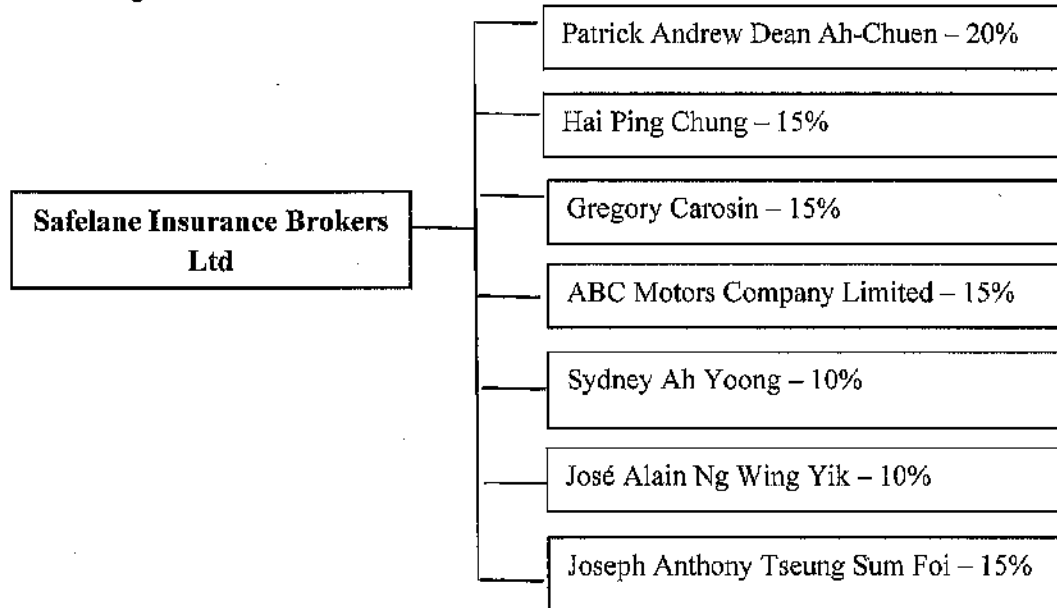 Safelane Insurance Brokers
Ltd
Patrick Andrew Dean Ah-Chuen – 20%
Hai Ping Chung – 15%
Gregory Carosin – 15%
ABC Motors Company Limited – 15%
Sydney Ah Yoong – 10%
José Alain Ng Wing Yik – 10%
Joseph Anthony Tseung Sum Foi – 15%